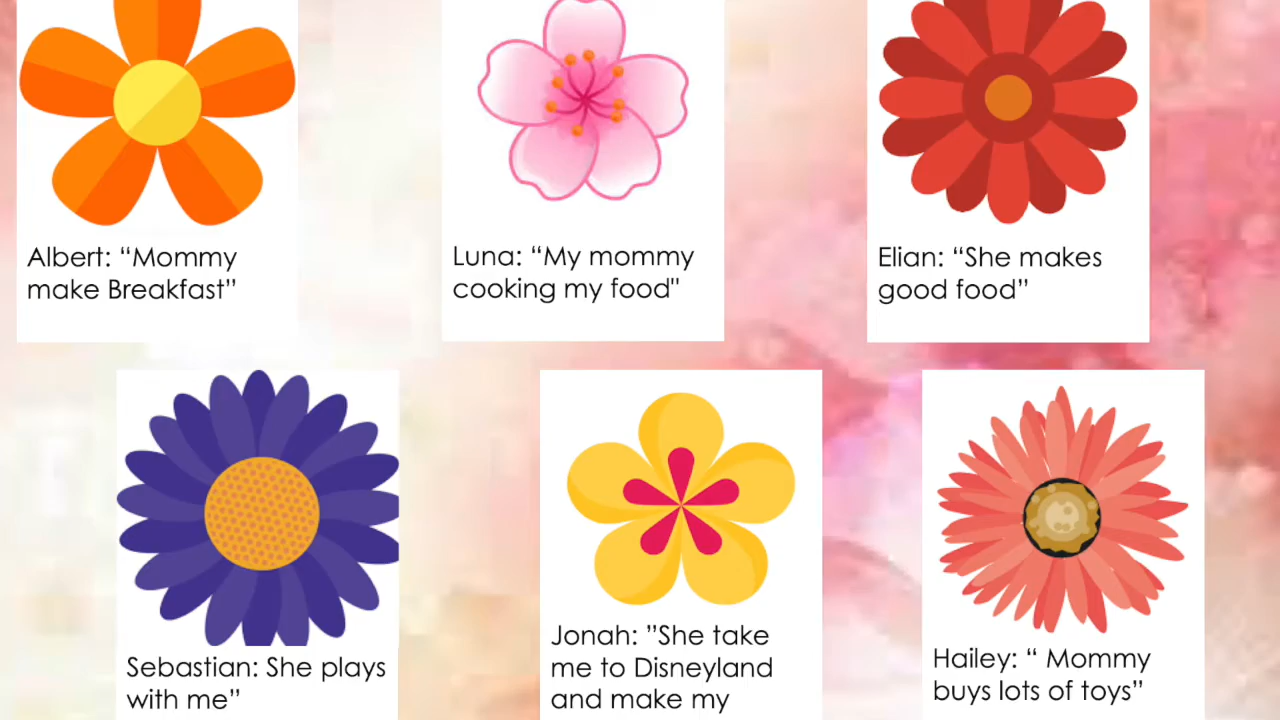 Albert: “Mommy
make Breakfast”
Luna: “My mommy
cooking my food"
Elian: “She makes
good food”
Sebastian: She plays
with me”
Jonah: ”She take
me to Disneyland
and make my
Hailey: “ Mommy
buys lots of toys”